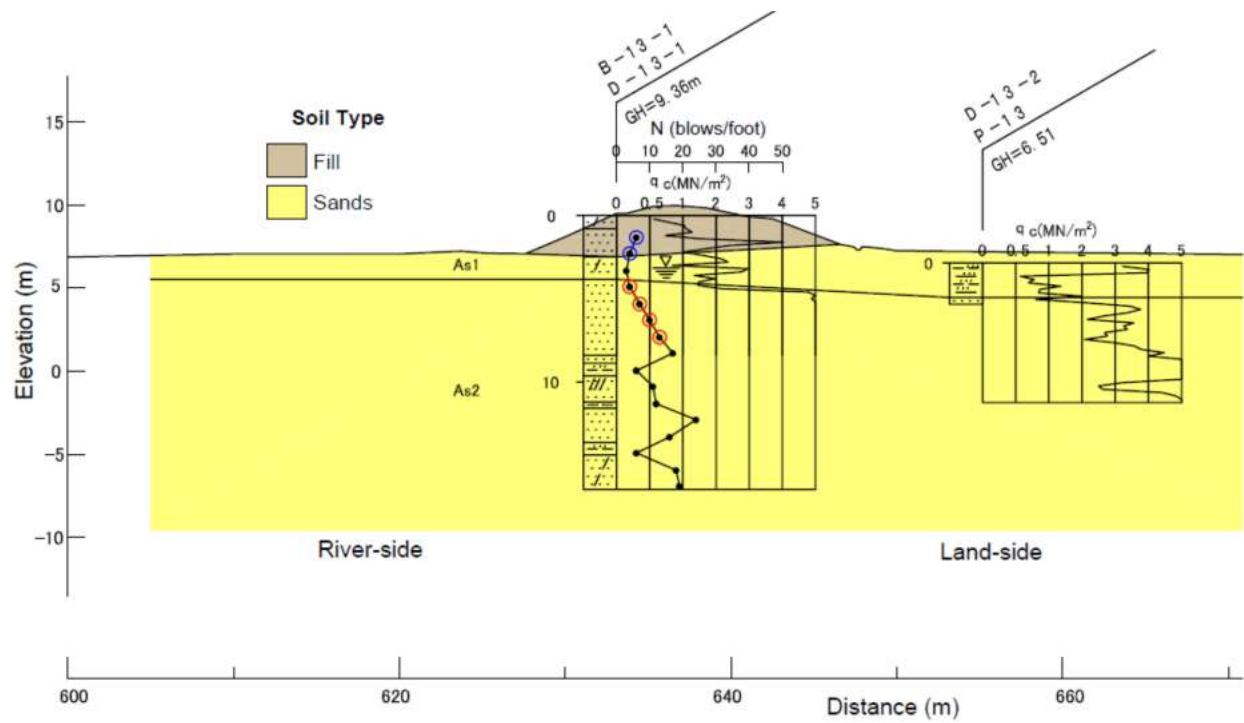 B-13-1
D-13-1
GH=9.36m
D-13-2
P-13
GH=6.51
Soil Type
Fill
Sands
N (blows/foot)
0 10 20 30 40 50
q c(MN/m²)
0 0.5 1 2 3 4 5
q c(MN/m²)
0 0.5 1 2 3 4 5
15
10
5
0
-5
-10
Elevation (m)
0
10
0
As1
As2
River-side
Land-side
600 620 640 660
Distance (m)